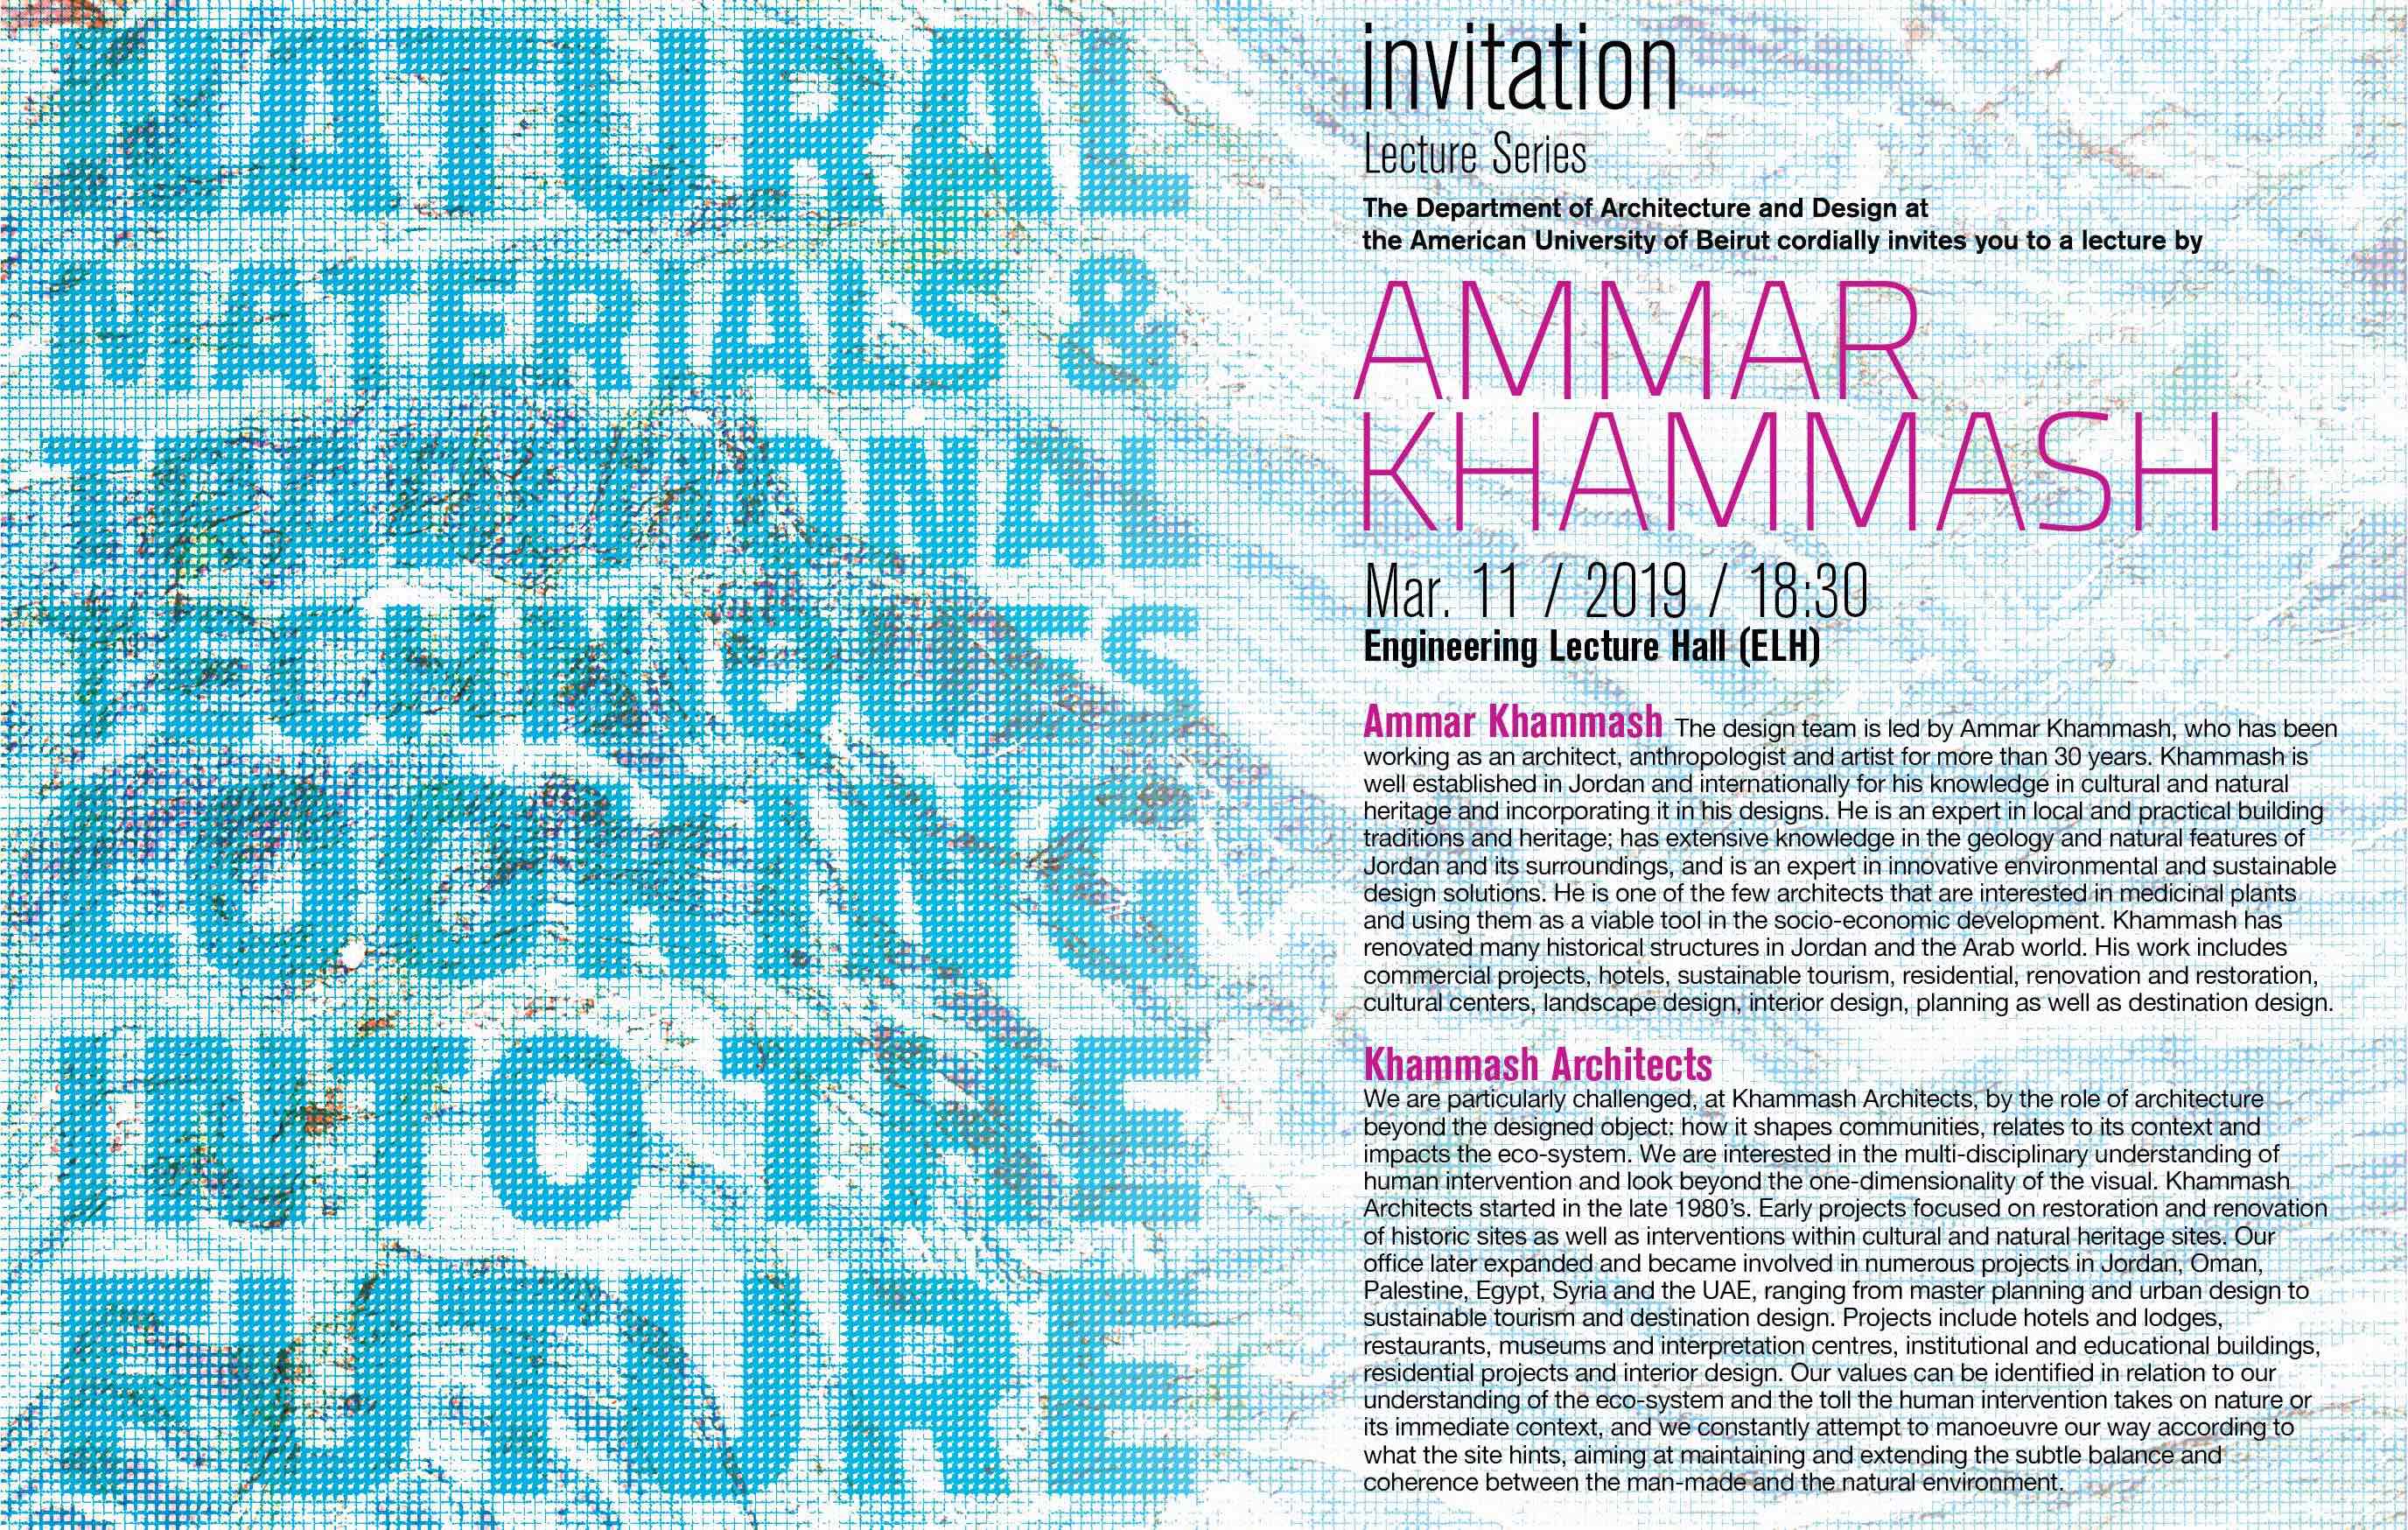 NATURAL
MATERIALS &
TRADITIONAL
TECHNIQUES
LOOKING
INTO THE
FUTURE
invitation
Lecture Series
The Department of Architecture and Design at
the American University of Beirut cordially invites you to a lecture by
AMMAR
KHAMMASH
Mar. 11 / 2019 / 18:30
Engineering Lecture Hall (ELH)
Ammar Khammash The design team is led by Ammar Khammash, who has been
working as an architect, anthropologist and artist for more than 30 years. Khammash is
well established in Jordan and internationally for his knowledge in cultural and natural
heritage and incorporating it in his designs. He is an expert in local and practical building
traditions and heritage; has extensive knowledge in the geology and natural features of
Jordan and its surroundings, and is an expert in innovative environmental and sustainable
design solutions. He is one of the few architects that are interested in medicinal plants
and using them as a viable tool in the socio-economic development. Khammash has
renovated many historical structures in Jordan and the Arab world. His work includes
commercial projects, hotels, sustainable tourism, residential, renovation and restoration,
cultural centers, landscape design, interior design, planning as well as destination design.
Khammash Architects
We are particularly challenged, at Khammash Architects, by the role of architecture
beyond the designed object: how it shapes communities, relates to its context and
impacts the eco-system. We are interested in the multi-disciplinary understanding of
human intervention and look beyond the one-dimensionality of the visual. Khammash
Architects started in the late 1980’s. Early projects focused on restoration and renovation
of historic sites as well as interventions within cultural and natural heritage sites. Our
office later expanded and became involved in numerous projects in Jordan, Oman,
Palestine, Egypt, Syria and the UAE, ranging from master planning and urban design to
sustainable tourism and destination design. Projects include hotels and lodges,
restaurants, museums and interpretation centres, institutional and educational buildings,
residential projects and interior design. Our values can be identified in relation to our
understanding of the eco-system and the toll the human intervention takes on nature or
its immediate context, and we constantly attempt to manoeuvre our way according to
what the site hints, aiming at maintaining and extending the subtle balance and
coherence between the man-made and the natural environment.